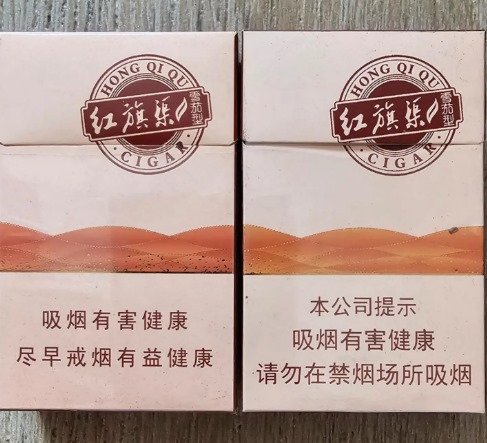 HONG QI QU
红旗渠
雪茄型
CIGAR
吸烟有害健康
尽早戒烟有益健康
HONG QI QU
红旗渠
雪茄型
CIGAR
本公司提示
吸烟有害健康
请勿在禁烟场所吸烟